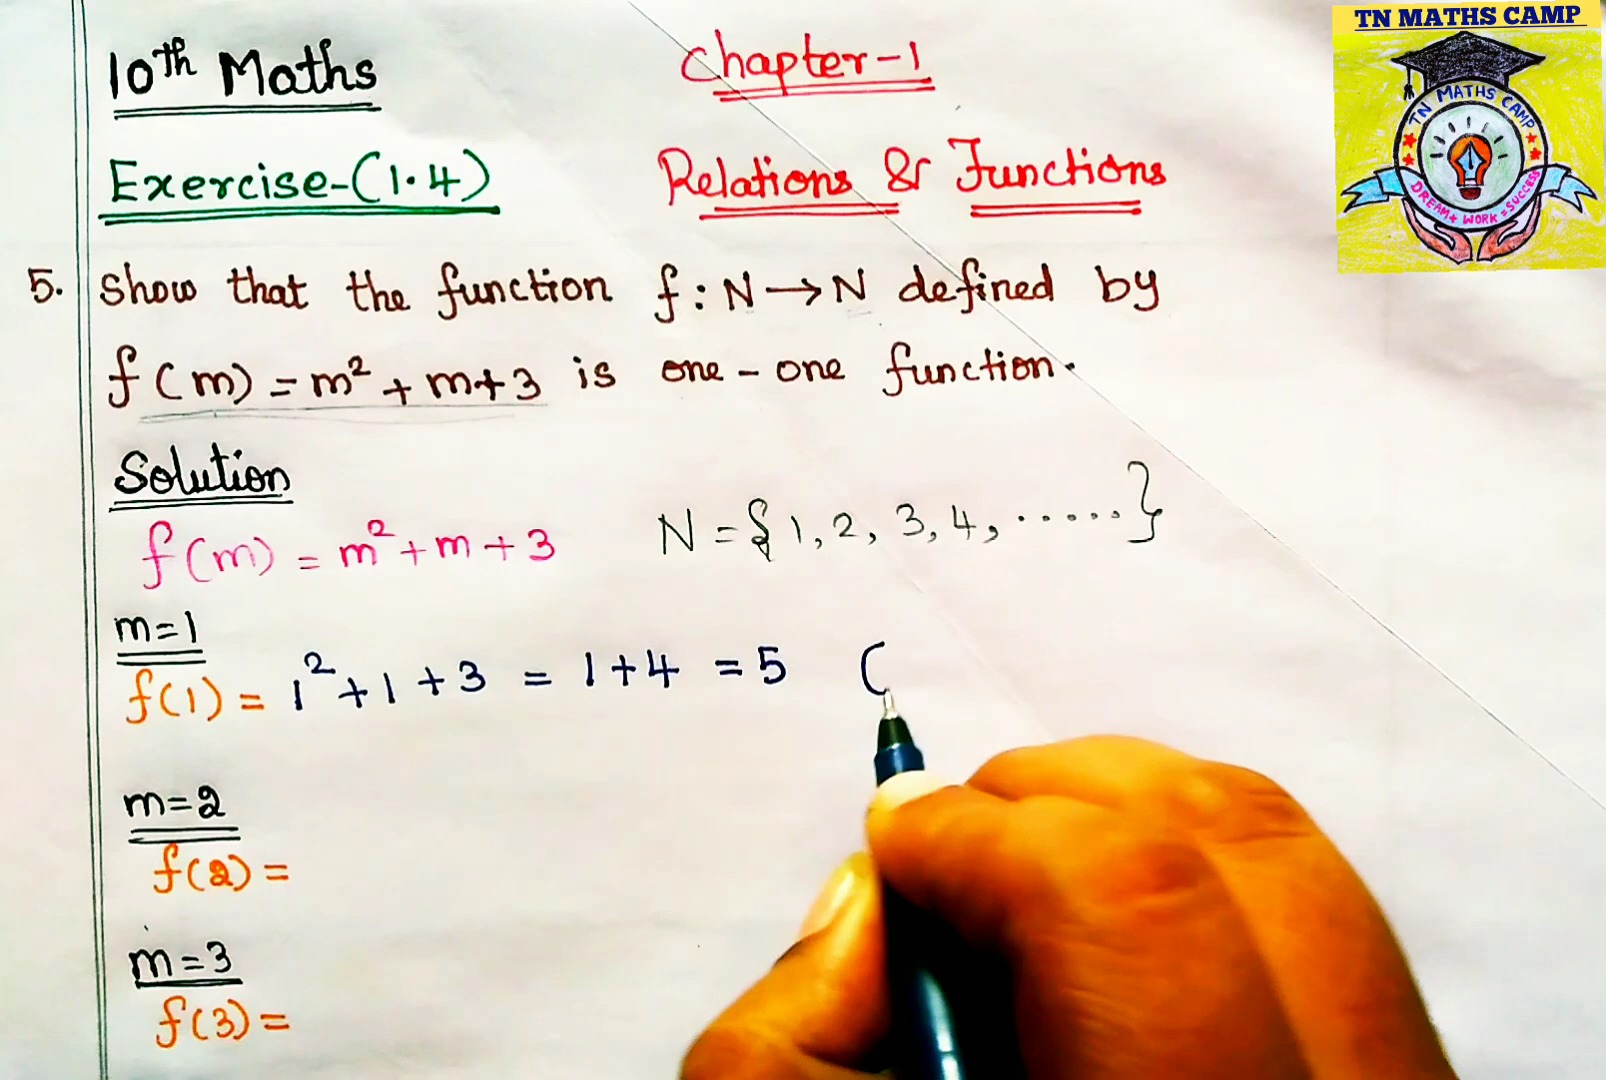 TN MATHS CAMP
TN MATHS CAMP
DREAM + WORK = SUCCESS
10th Maths
Chapter-1
Exercise-(1.4)
Relations & Functions
5. Show that the function f : N → N defined by
f(m) = m² + m + 3 is one - one function.
Solution
f(m) = m² + m + 3
N = {1, 2, 3, 4, ......}
m=1
f(1) = 1² + 1 + 3 = 1 + 4 = 5 (
m=2
f(2) =
m=3
f(3) =